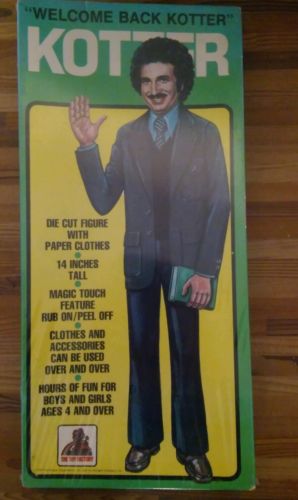 "WELCOME BACK KOTTER"
KOTTER
DIE CUT FIGURE
WITH
PAPER CLOTHES
14 INCHES
TALL
MAGIC TOUCH
FEATURE
RUB ON/PEEL OFF
CLOTHES AND
ACCESSORIES
CAN BE USED
OVER AND OVER
HOURS OF FUN FOR
BOYS AND GIRLS
AGES 4 AND OVER
THE TOY FACTORY